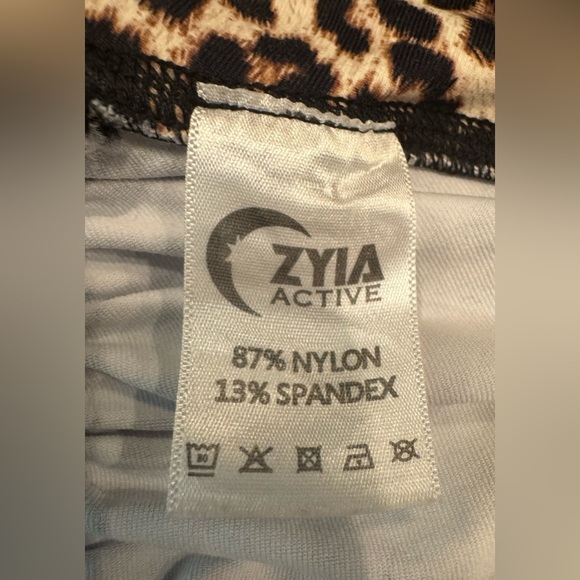 ZYIA
ACTIVE
87% NYLON
13% SPANDEX